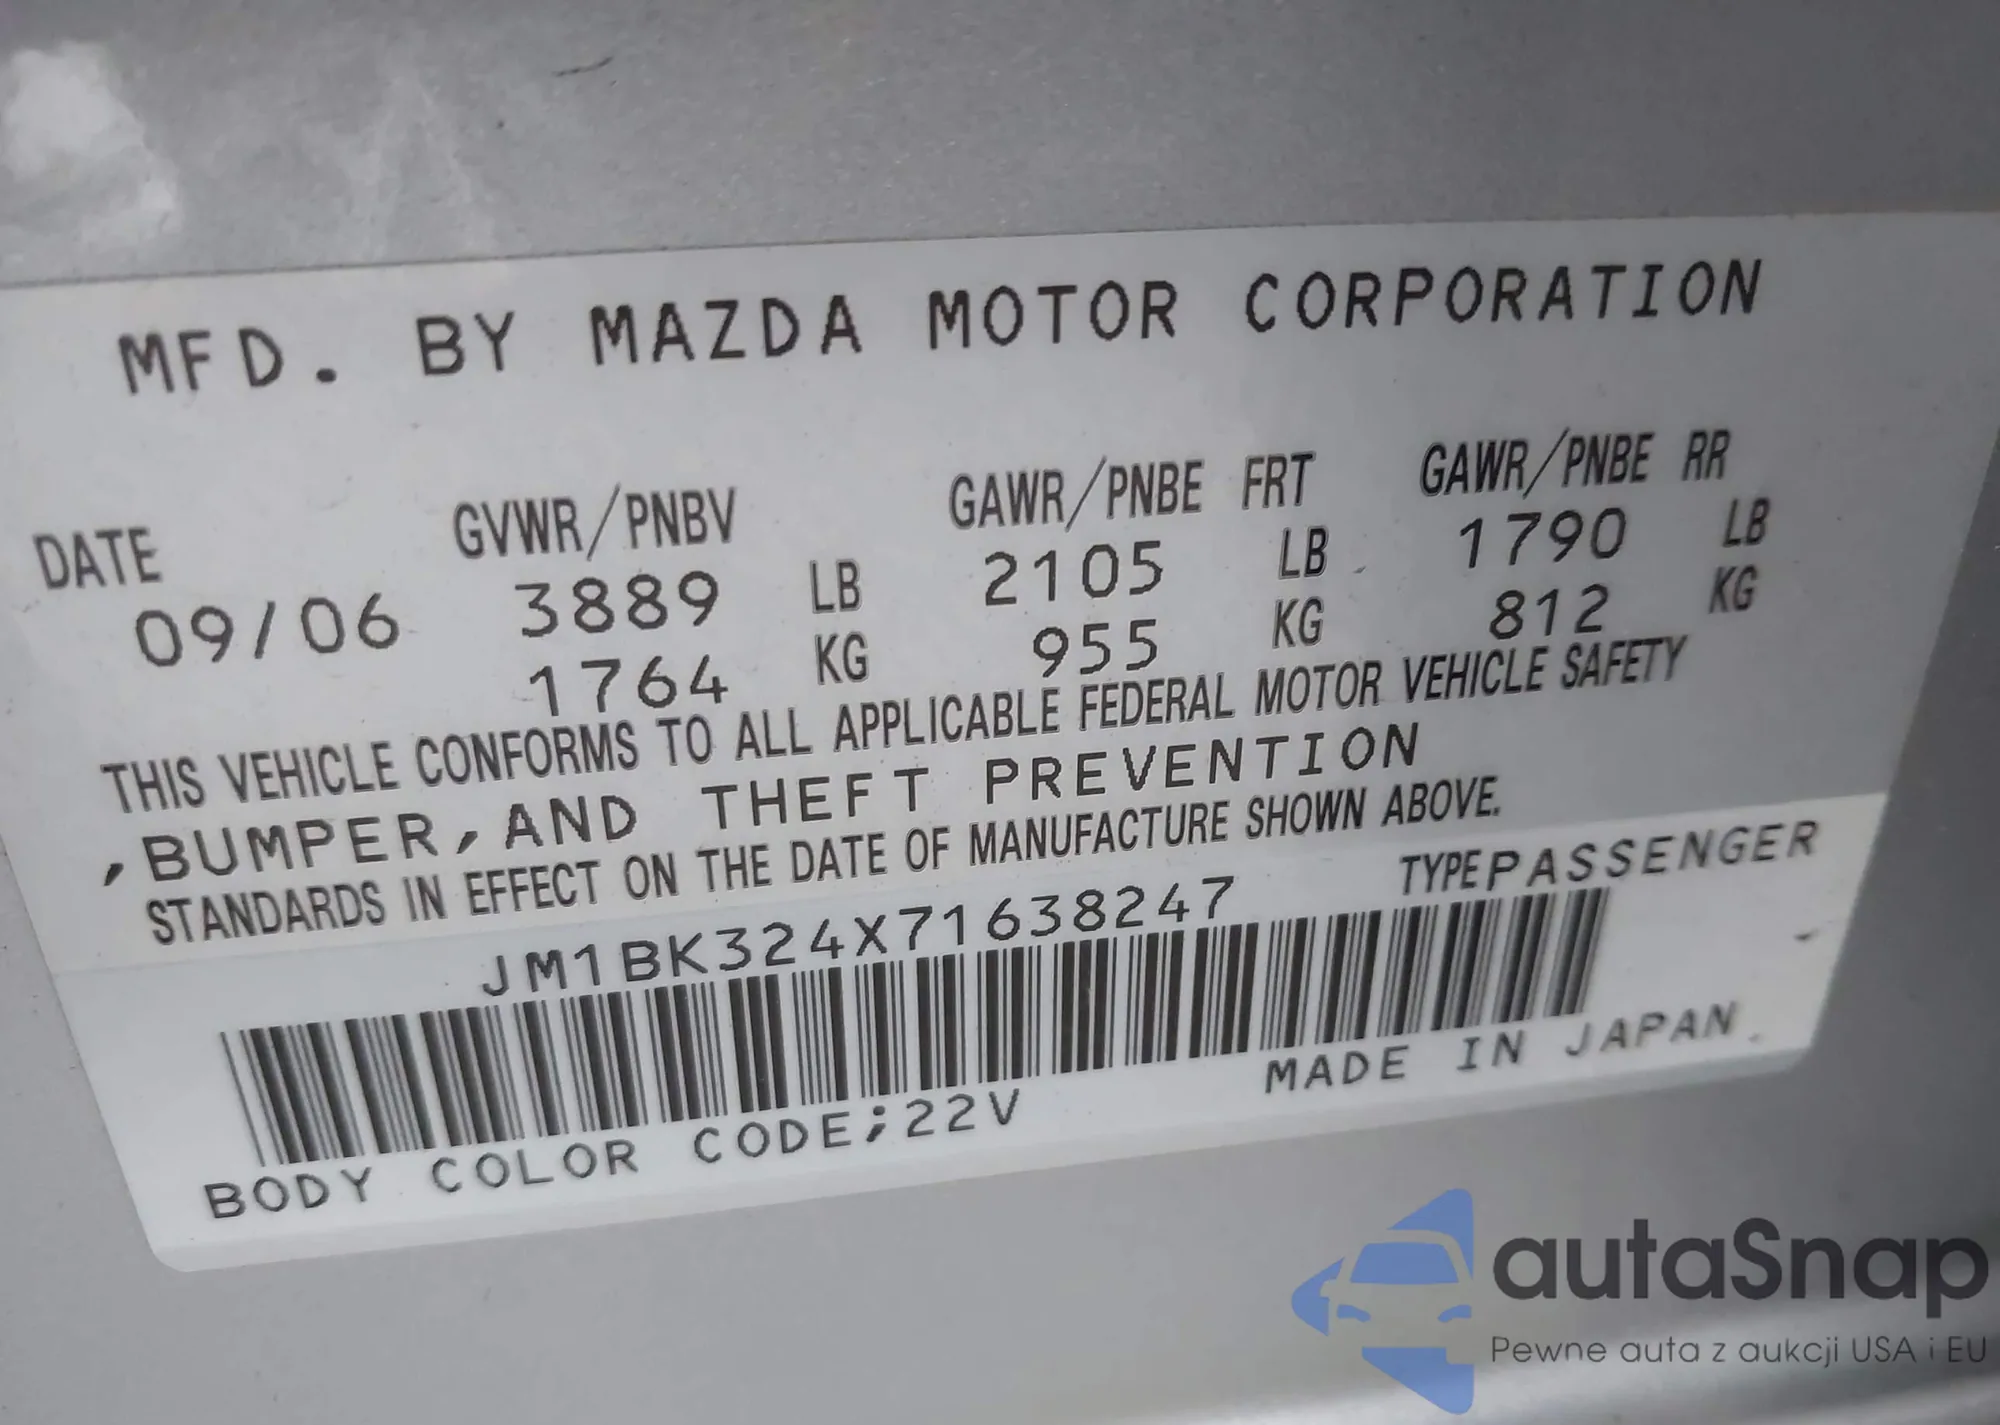 MFD. BY MAZDA MOTOR CORPORATION
DATE GVWR/PNBV GAWR/PNBE FRT GAWR/PNBE RR
09/06 3889 LB 2105 LB 1790 LB
1764 KG 955 KG 812 KG
THIS VEHICLE CONFORMS TO ALL APPLICABLE FEDERAL MOTOR VEHICLE SAFETY
,BUMPER,AND THEFT PREVENTION
STANDARDS IN EFFECT ON THE DATE OF MANUFACTURE SHOWN ABOVE.
JM1BK324X71638247 TYPE PASSENGER
BODY COLOR CODE;22V MADE IN JAPAN
autaSnap
Pewne auta z aukcji USA i EU